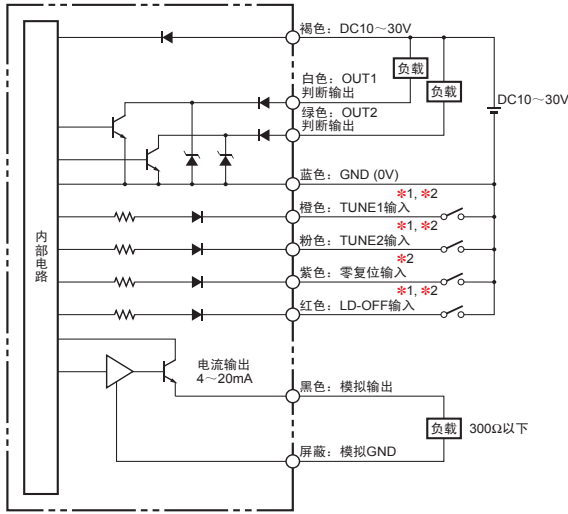 褐色：DC10～30V
负载
白色：OUT1
判断输出
负载
DC10～30V
绿色：OUT2
判断输出
蓝色：GND (0V)
*1, *2
橙色：TUNE1输入
*1, *2
粉色：TUNE2输入
*2
紫色：零复位输入
*1, *2
红色：LD-OFF输入
内部电路
电流输出
4～20mA
黑色：模拟输出
负载
300Ω以下
屏蔽：模拟GND